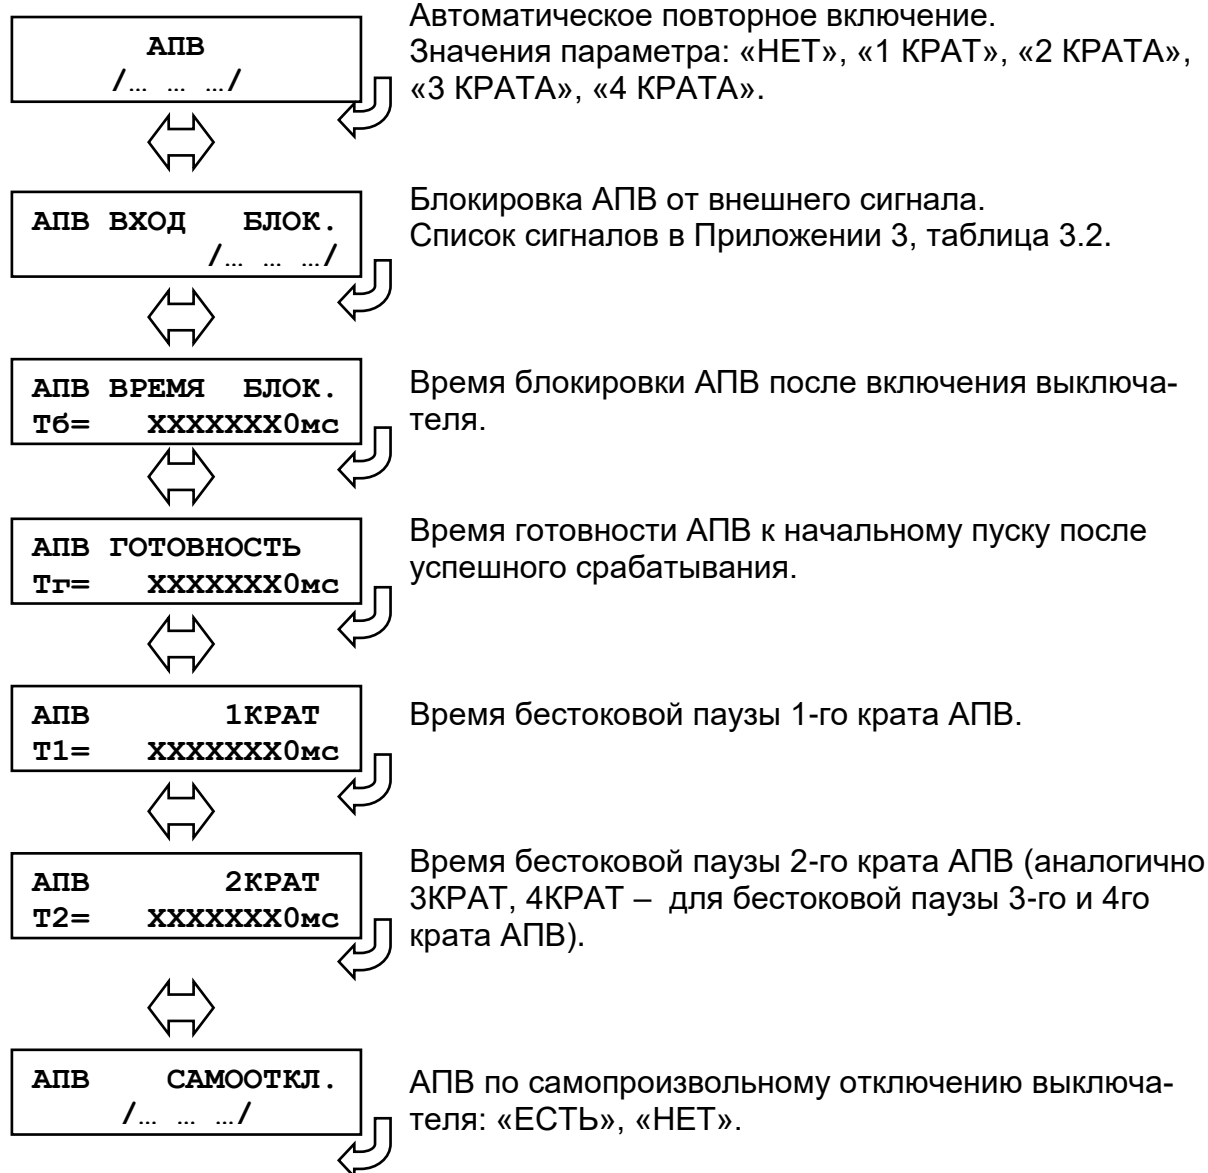 АПВ
/… … …/
Автоматическое повторное включение.
Значения параметра: «НЕТ», «1 КРАТ», «2 КРАТА»,
«3 КРАТА», «4 КРАТА».
АПВ ВХОД БЛОК.
/… … …/
Блокировка АПВ от внешнего сигнала.
Список сигналов в Приложении 3, таблица 3.2.
АПВ ВРЕМЯ БЛОК.
Тб= XXXXXXX0мс
Время блокировки АПВ после включения выключа-
теля.
АПВ ГОТОВНОСТЬ
Тг= XXXXXXX0мс
Время готовности АПВ к начальному пуску после
успешного срабатывания.
АПВ 1КРАТ
Т1= XXXXXXX0мс
Время бестоковой паузы 1-го крата АПВ.
АПВ 2КРАТ
Т2= XXXXXXX0мс
Время бестоковой паузы 2-го крата АПВ (аналогично
3КРАТ, 4КРАТ – для бестоковой паузы 3-го и 4го
крата АПВ).
АПВ САМООТКЛ.
/… … …/
АПВ по самопроизвольному отключению выключа-
теля: «ЕСТЬ», «НЕТ».